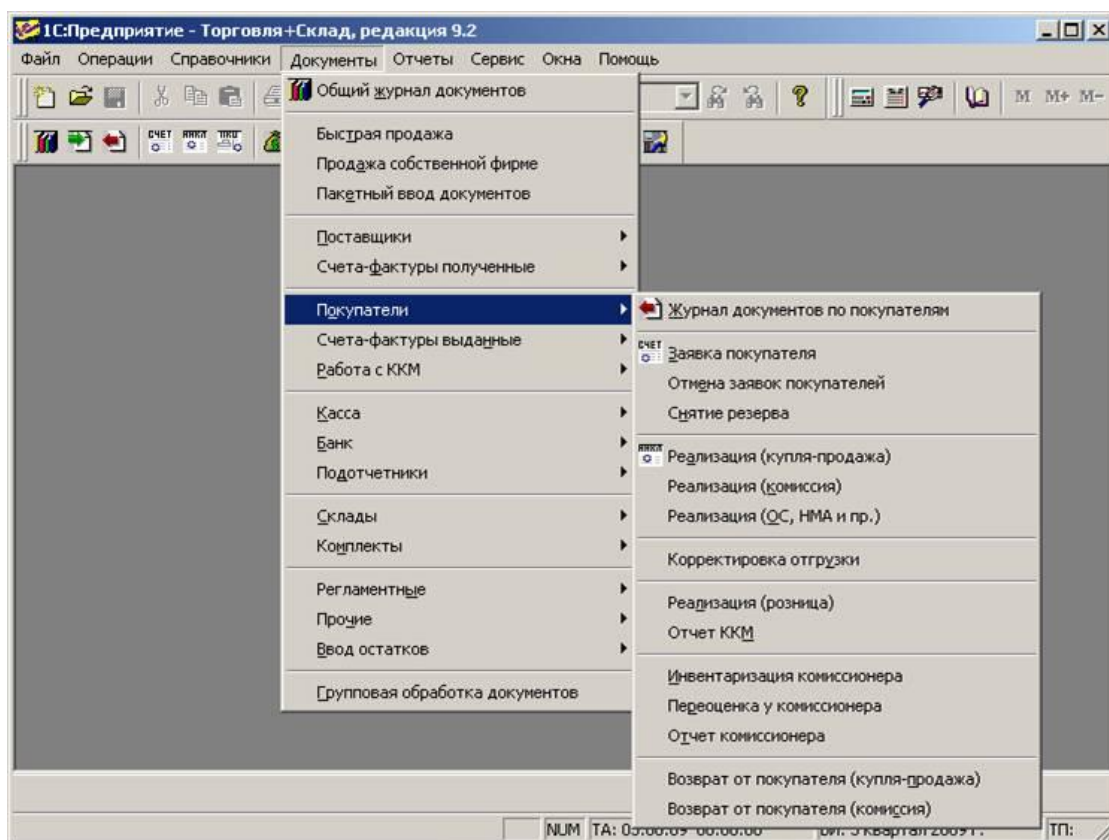 1С:Предприятие - Торговля+Склад, редакция 9.2
Файл Операции Справочники Документы Отчеты Сервис Окна Помощь
M M+ M-
СЧЕТ
Общий журнал документов
Быстрая продажа
Продажа собственной фирме
Пакетный ввод документов
Поставщики
Счета-фактуры полученные
Покупатели
Счета-фактуры выданные
Работа с ККМ
Касса
Банк
Подотчетники
Склады
Комплекты
Регламентные
Прочие
Ввод остатков
Групповая обработка документов
Журнал документов по покупателям
СЧЕТ
Заявка покупателя
Отмена заявок покупателей
Снятие резерва
Реализация (купля-продажа)
Реализация (комиссия)
Реализация (ОС, НМА и пр.)
Корректировка отгрузки
Реализация (розница)
Отчет ККМ
Инвентаризация комиссионера
Переоценка у комиссионера
Отчет комиссионера
Возврат от покупателя (купля-продажа)
Возврат от покупателя (комиссия)
NUM TA: ТП: